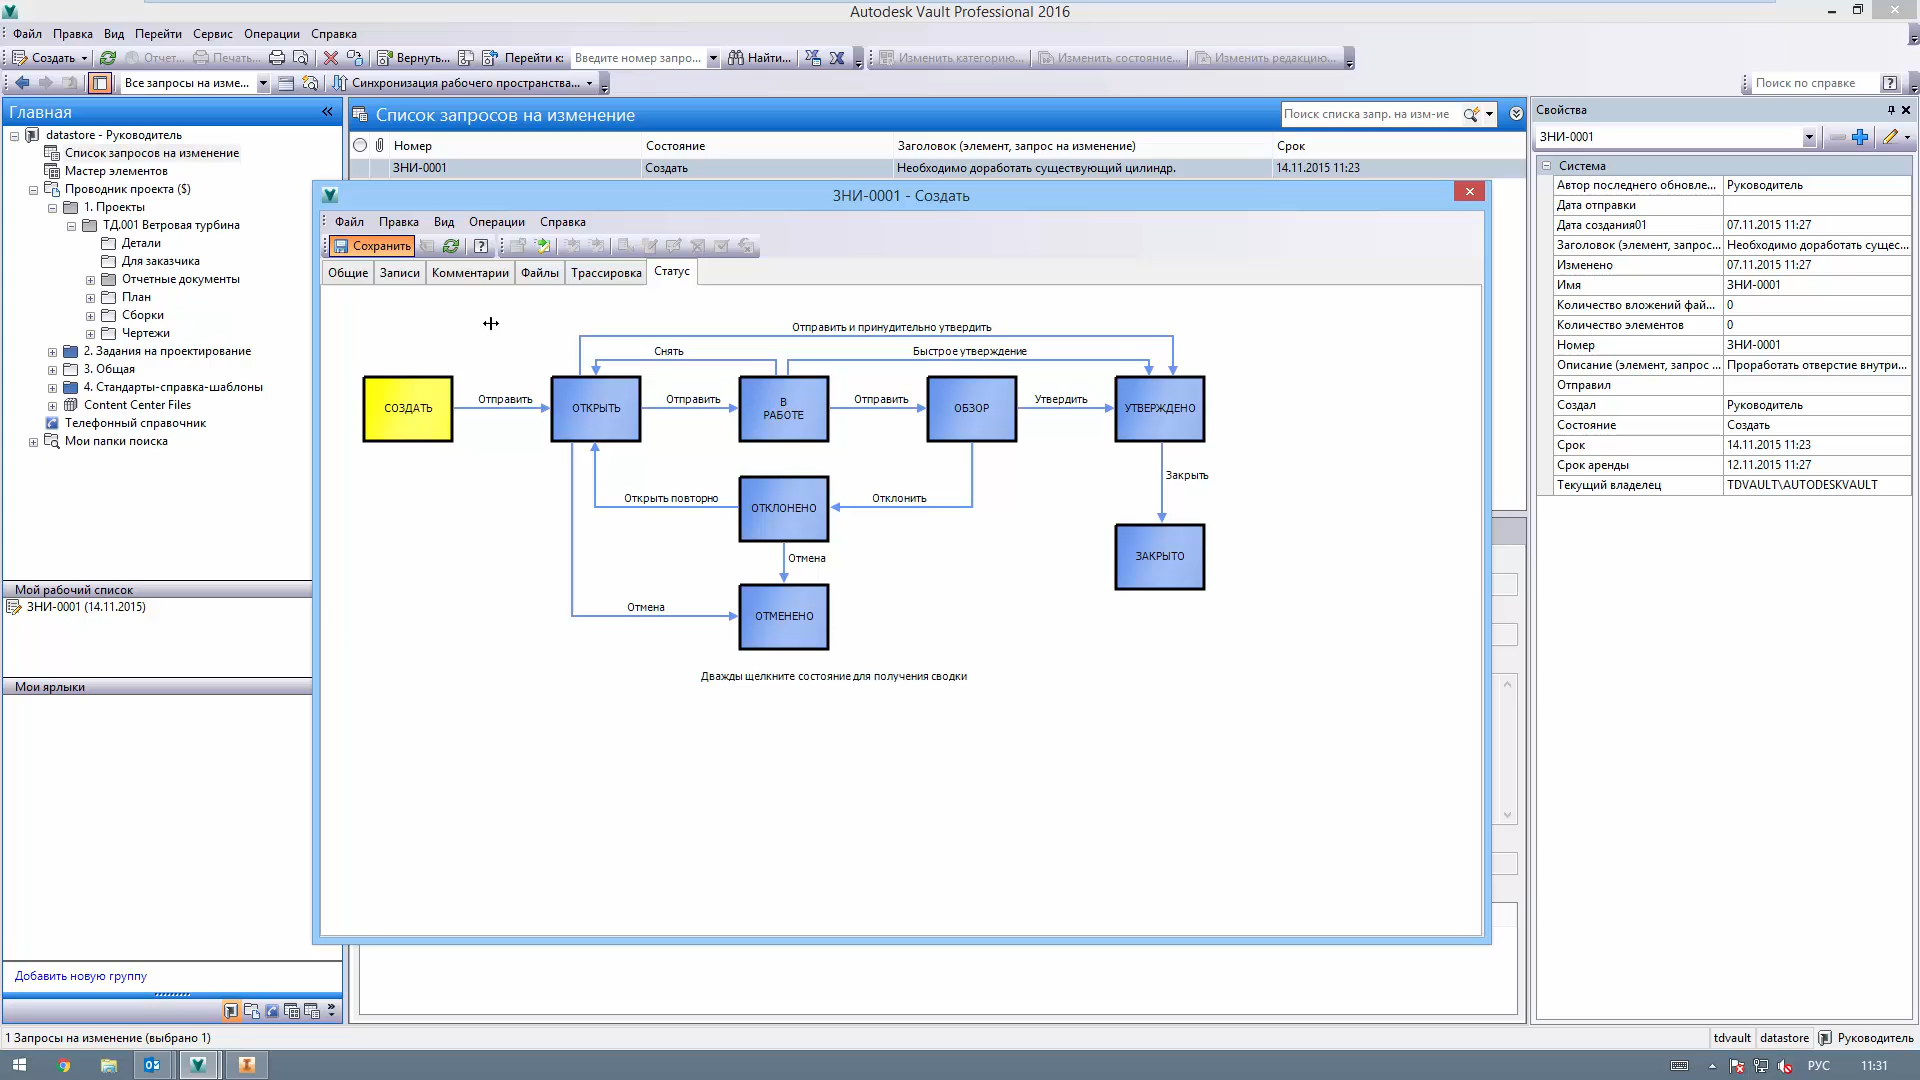 Autodesk Vault Professional 2016
Файл Правка Вид Перейти Сервис Операции Справка
Создать Отчет... Печать... Вернуть... Перейти к: Введите номер запро... Найти... Изменить категорию... Изменить состояние... Изменить редакцию...
Все запросы на изме... Синхронизация рабочего пространства... Поиск по справке
Главная
datastore - Руководитель
Список запросов на изменение
Мастер элементов
Проводник проекта ($)
1. Проекты
ТД.001 Ветровая турбина
Детали
Для заказчика
Отчетные документы
План
Сборки
Чертежи
2. Задания на проектирование
3. Общая
4. Стандарты-справка-шаблоны
Content Center Files
Телефонный справочник
Мои папки поиска
Мой рабочий список
ЗНИ-0001 (14.11.2015)
Мои ярлыки
Добавить новую группу
Список запросов на изменение
Поиск списка запр. на изм-ие
Номер Состояние Заголовок (элемент, запрос на изменение) Срок
ЗНИ-0001 Создать Необходимо доработать существующий цилиндр. 14.11.2015 11:23
ЗНИ-0001 - Создать
Файл Правка Вид Операции Справка
Сохранить
Общие Записи Комментарии Файлы Трассировка Статус
Отправить и принудительно утвердить
Снять Быстрое утверждение
СОЗДАТЬ Отправить ОТКРЫТЬ Отправить В РАБОТЕ Отправить ОБЗОР Утвердить УТВЕРЖДЕНО
Закрыть
Открыть повторно ОТКЛОНЕНО Отклонить
Отмена ЗАКРЫТО
Отмена ОТМЕНЕНО
Дважды щелкните состояние для получения сводки
Свойства
ЗНИ-0001
Система
Автор последнего обновле... Руководитель
Дата отправки
Дата создания01 07.11.2015 11:27
Заголовок (элемент, запрос... Необходимо доработать сущес...
Изменено 07.11.2015 11:27
Имя ЗНИ-0001
Количество вложений фай... 0
Количество элементов 0
Номер ЗНИ-0001
Описание (элемент, запрос ... Проработать отверстие внутри...
Отправил
Создал Руководитель
Состояние Создать
Срок 14.11.2015 11:23
Срок аренды 12.11.2015 11:27
Текущий владелец TDVAULT\AUTODESKVAULT
1 Запросы на изменение (выбрано 1) tdvault datastore Руководитель
РУС 11:31